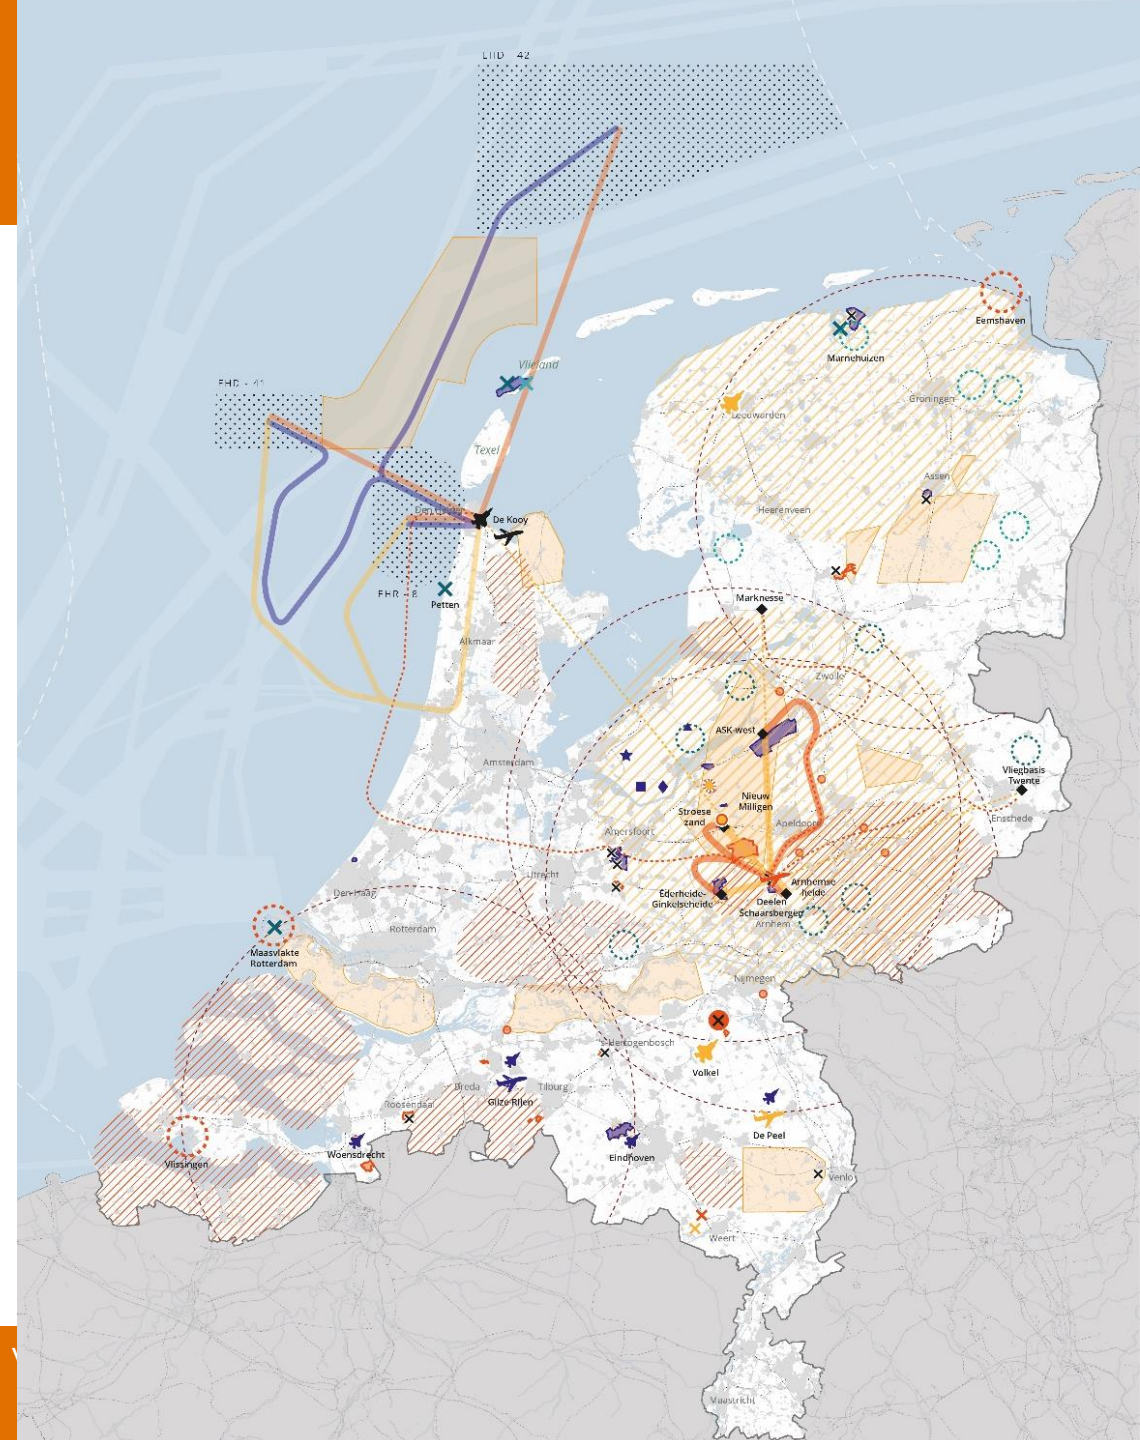 EHD - 42
Eemshaven
Marnehuizen
Vlieland
EHD - 41
Groningen
Leeuwarden
Texel
Assen
Den Helder
De Kooy
Heerenveen
EHR - 8
Petten
Marknesse
Alkmaar
Zwolle
ASK-west
Amsterdam
Vliegbasis
Twente
Nieuw
Milligen
Stroese
zand
Enschede
Apeldoorn
Amersfoort
Utrecht
Arnhemse
heide
Den Haag
Ederheide-
Ginkelseheide
Deelen
Schaarsbergen
Arnhem
Rotterdam
Maasvlakte
Rotterdam
Nijmegen
's-Hertogenbosch
Volkel
Breda
Tilburg
Gilze-Rijen
Roosendaal
De Peel
Woensdrecht
Eindhoven
Vlissingen
Venlo
Weert
Maastricht